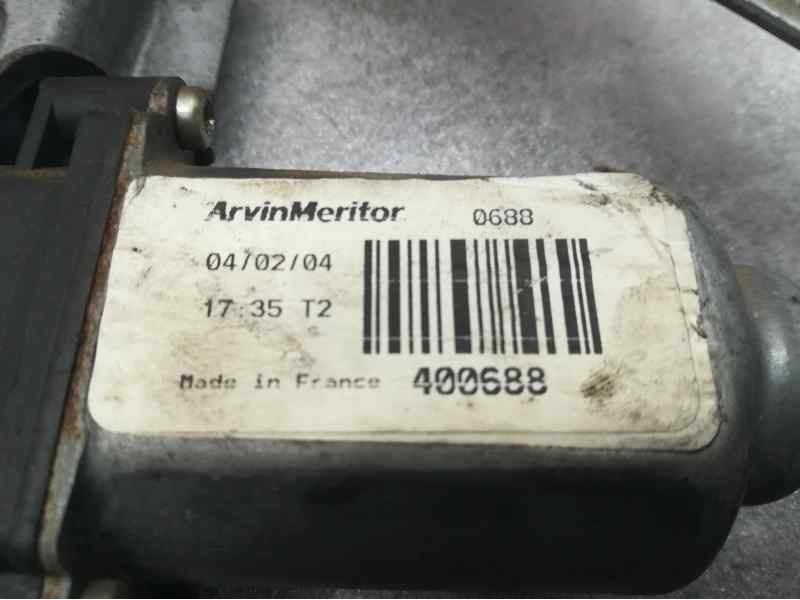 ArvinMeritor 0688
04/02/04
17:35 T2
Made in France 400688